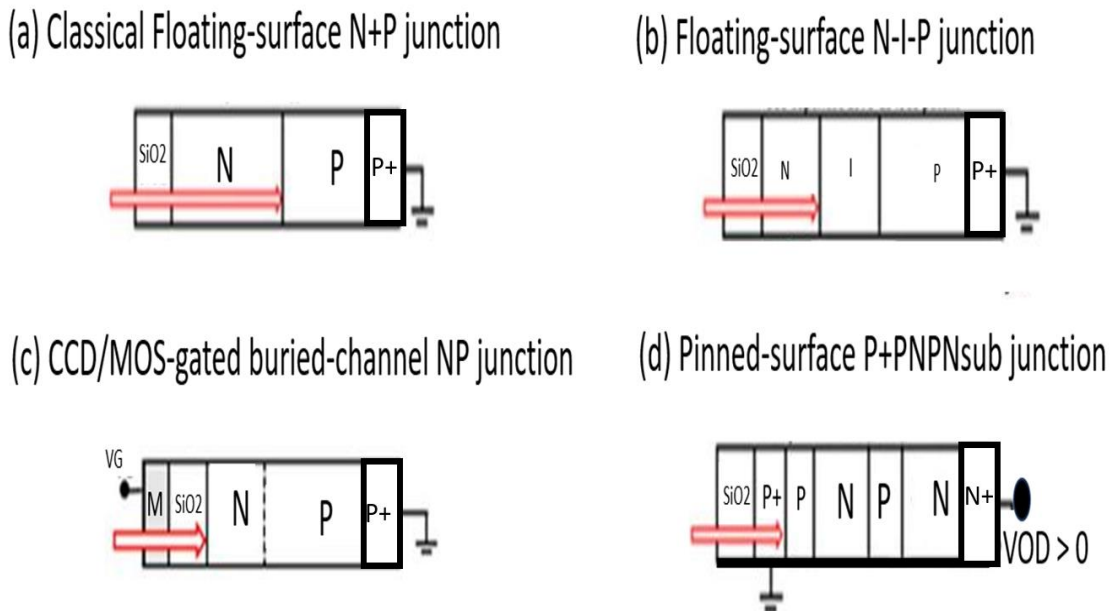 (a) Classical Floating-surface N+P junction
SiO2 N P P+
(b) Floating-surface N-I-P junction
SiO2 N I P P+
(c) CCD/MOS-gated buried-channel NP junction
VG
M SiO2 N P P+
(d) Pinned-surface P+PNPNsub junction
SiO2 P+ P N P N N+
VOD > 0